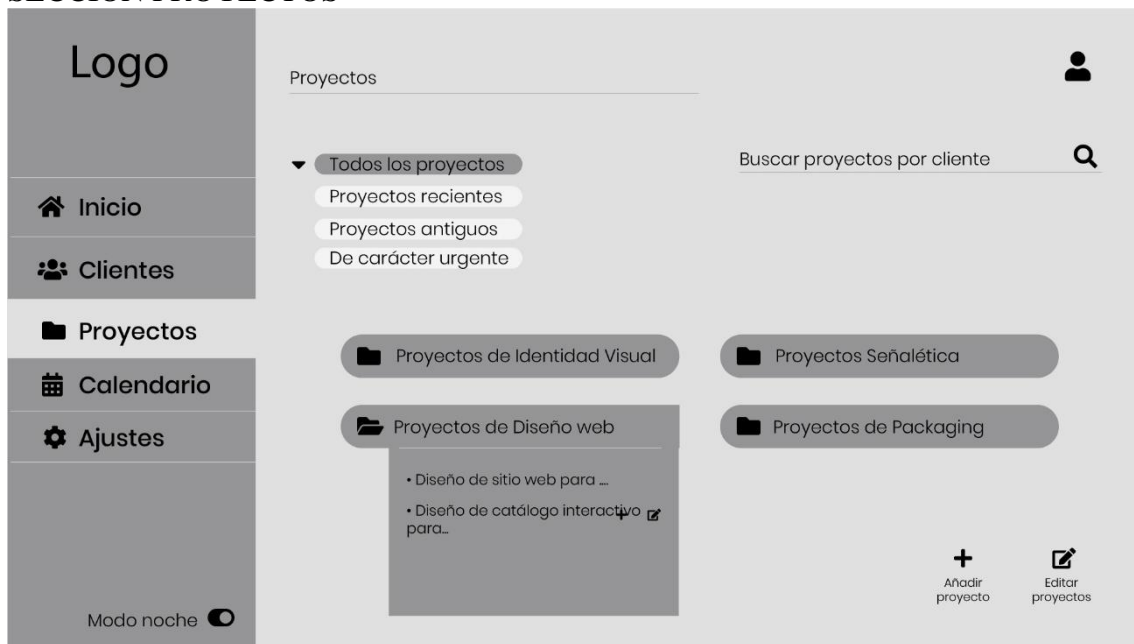 Logo
Inicio
Clientes
Proyectos
Calendario
Ajustes
Modo noche
Proyectos
Todos los proyectos
Proyectos recientes
Proyectos antiguos
De carácter urgente
Buscar proyectos por cliente
Proyectos de Identidad Visual
Proyectos Señalética
Proyectos de Diseño web
• Diseño de sitio web para ....
• Diseño de catálogo interactivo
para...
Proyectos de Packaging
Añadir
proyecto
Editar
proyectos